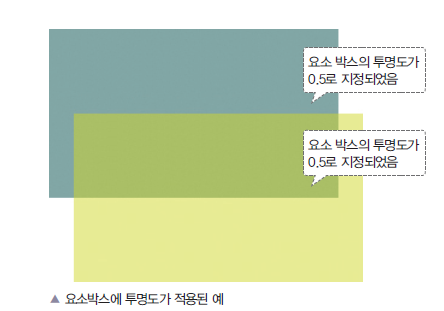 요소 박스의 투명도가
0.5로 지정되었음
요소 박스의 투명도가
0.5로 지정되었음
▲ 요소박스에 투명도가 적용된 예